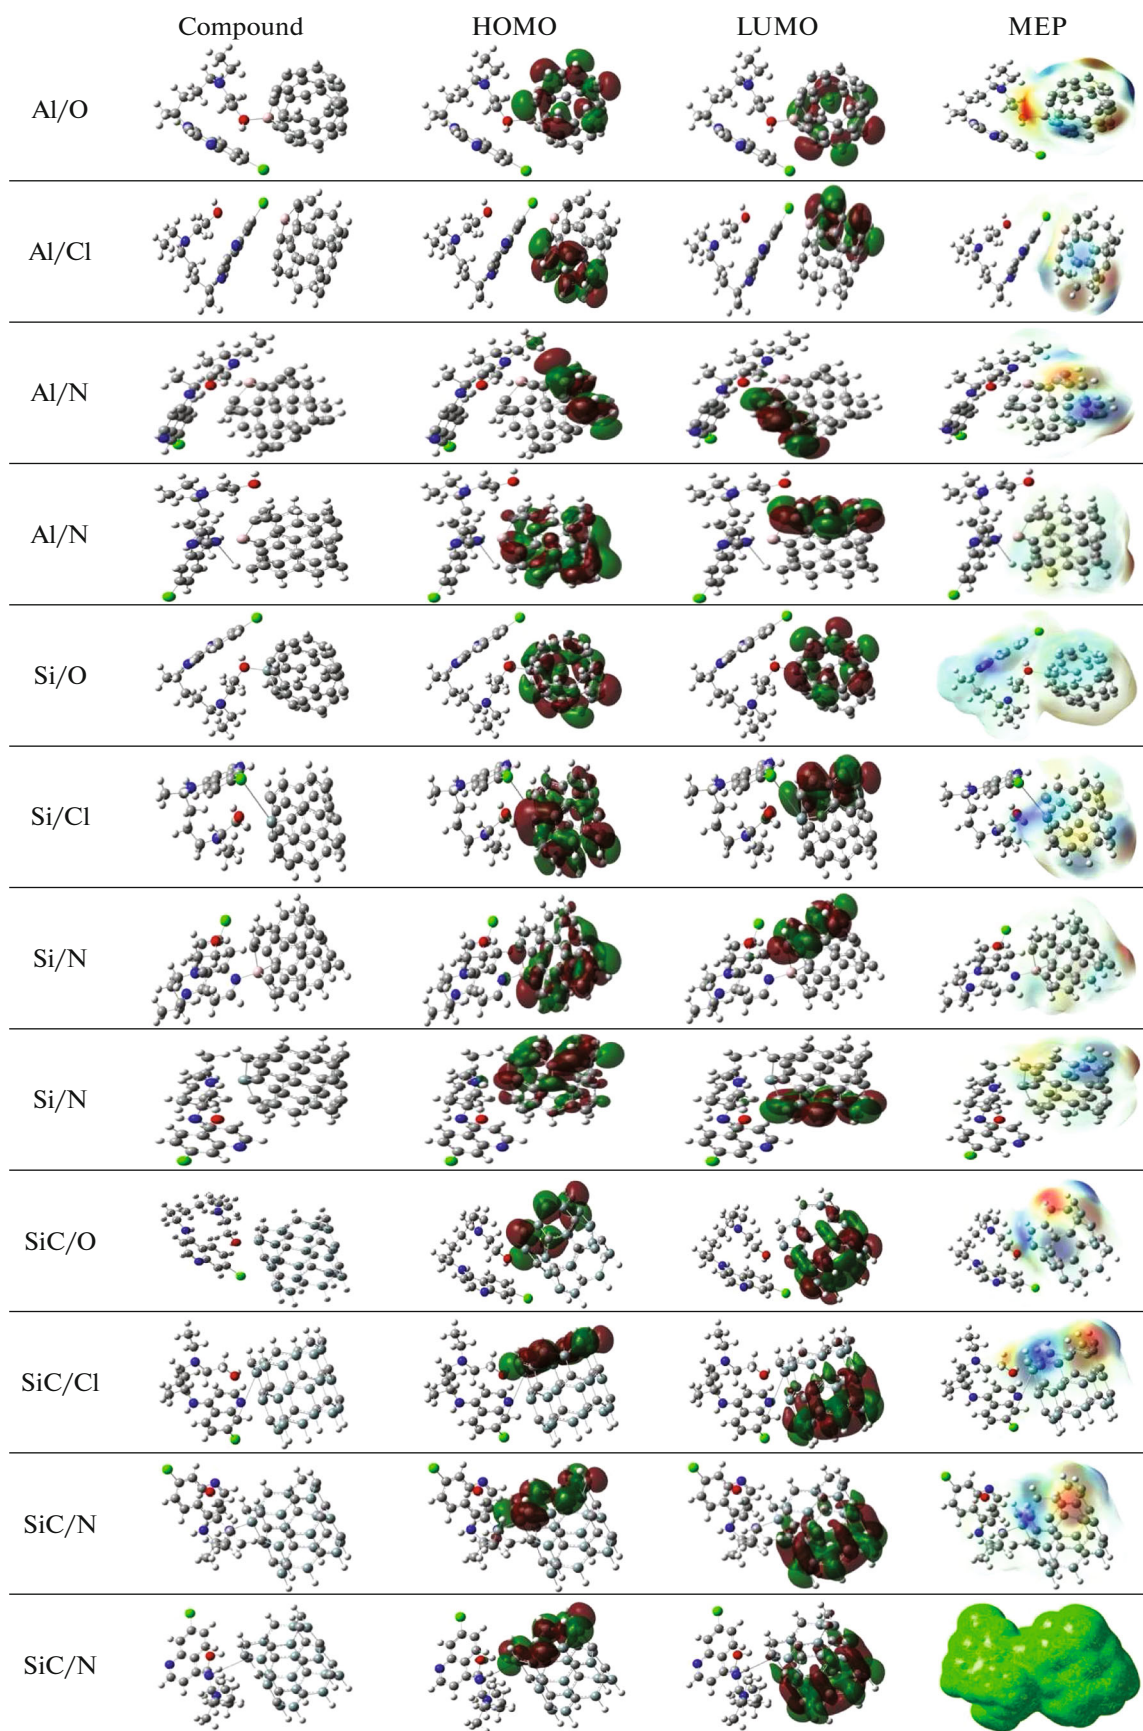 Compound HOMO LUMO MEP
Al/O
Al/Cl
Al/N
Al/N
Si/O
Si/Cl
Si/N
Si/N
SiC/O
SiC/Cl
SiC/N
SiC/N